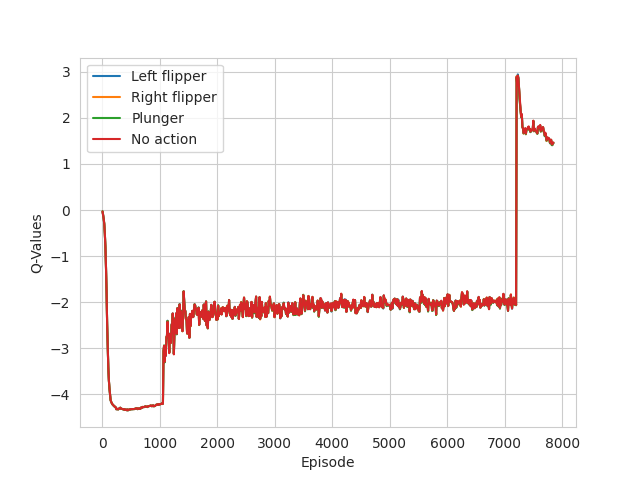 Left flipper
Right flipper
Plunger
No action
3
2
1
0
−1
−2
−3
−4
Q-Values
0 1000 2000 3000 4000 5000 6000 7000 8000
Episode